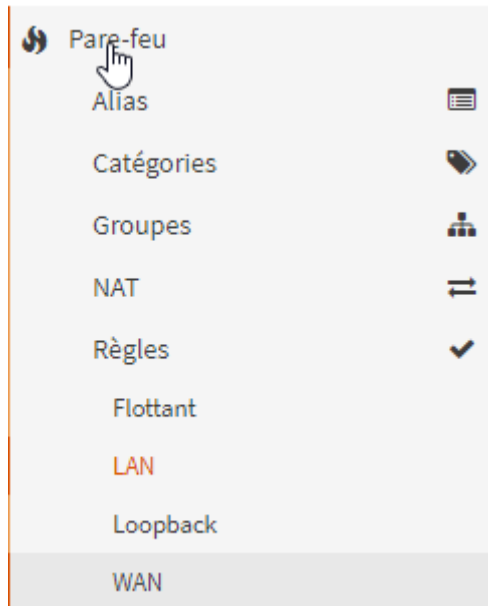 Pare-feu
Alias
Catégories
Groupes
NAT
Règles
Flottant
LAN
Loopback
WAN